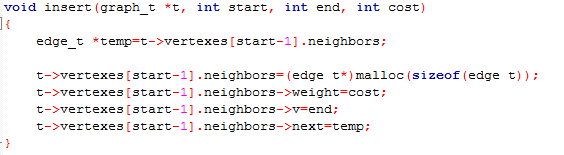 void insert(graph_t *t, int start, int end, int cost)
{
    edge_t *temp=t->vertexes[start-1].neighbors;

    t->vertexes[start-1].neighbors=(edge_t*)malloc(sizeof(edge_t));
    t->vertexes[start-1].neighbors->weight=cost;
    t->vertexes[start-1].neighbors->v=end;
    t->vertexes[start-1].neighbors->next=temp;
}